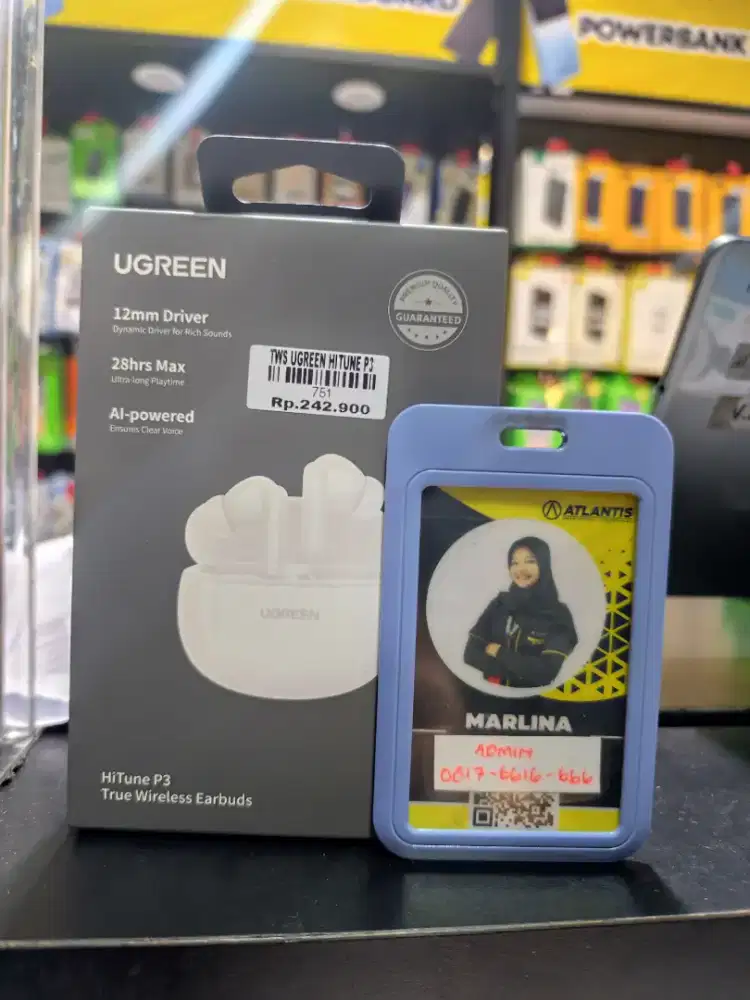 POWERBANK
UGREEN
12mm Driver
Dynamic Driver for Rich Sounds
28hrs Max
Ultra-long Playtime
AI-powered
Ensures Clear Voice
PREMIUM QUALITY
GUARANTEED
TWS UGREEN HITUNE P3
751
Rp.242.900
UGREEN
HiTune P3
True Wireless Earbuds
ATLANTIS
MARLINA
ADMIN
0817-6616-666